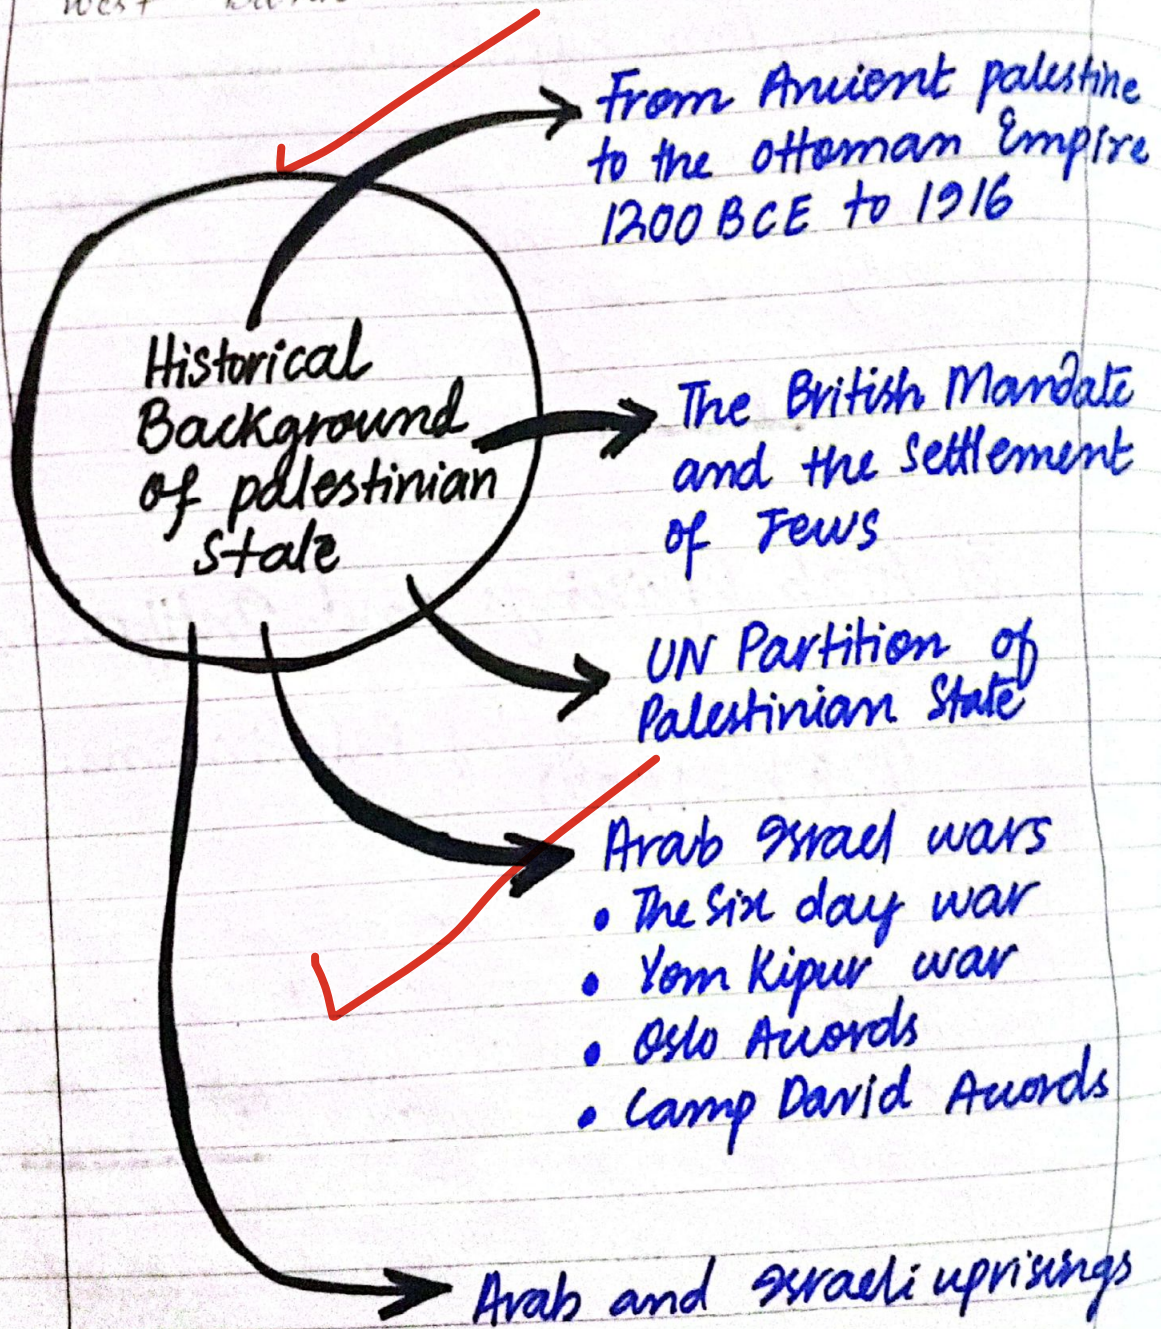 West
From Ancient palestine
to the ottoman Empire
1200 BCE to 1916
Historical
Background
of palestinian
State
The British Mandate
and the Settlement
of Jews
UN Partition of
Palestinian State
Arab Israel wars
• The Six day war
• Yom Kipur war
• Oslo Accords
• Camp David Accords
Arab and Israeli uprisings